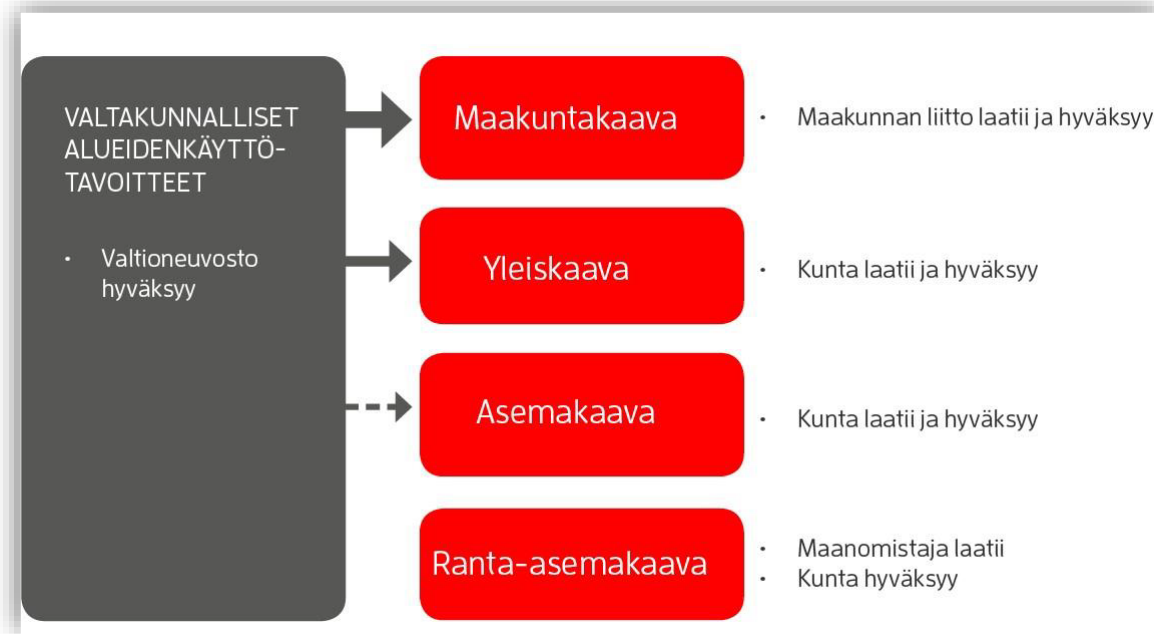 VALTAKUNNALLISET
ALUEIDENKÄYTTÖ-
TAVOITTEET
• Valtioneuvosto
hyväksyy
Maakuntakaava
• Maakunnan liitto laatii ja hyväksyy
Yleiskaava
• Kunta laatii ja hyväksyy
Asemakaava
• Kunta laatii ja hyväksyy
Ranta-asemakaava
• Maanomistaja laatii
• Kunta hyväksyy